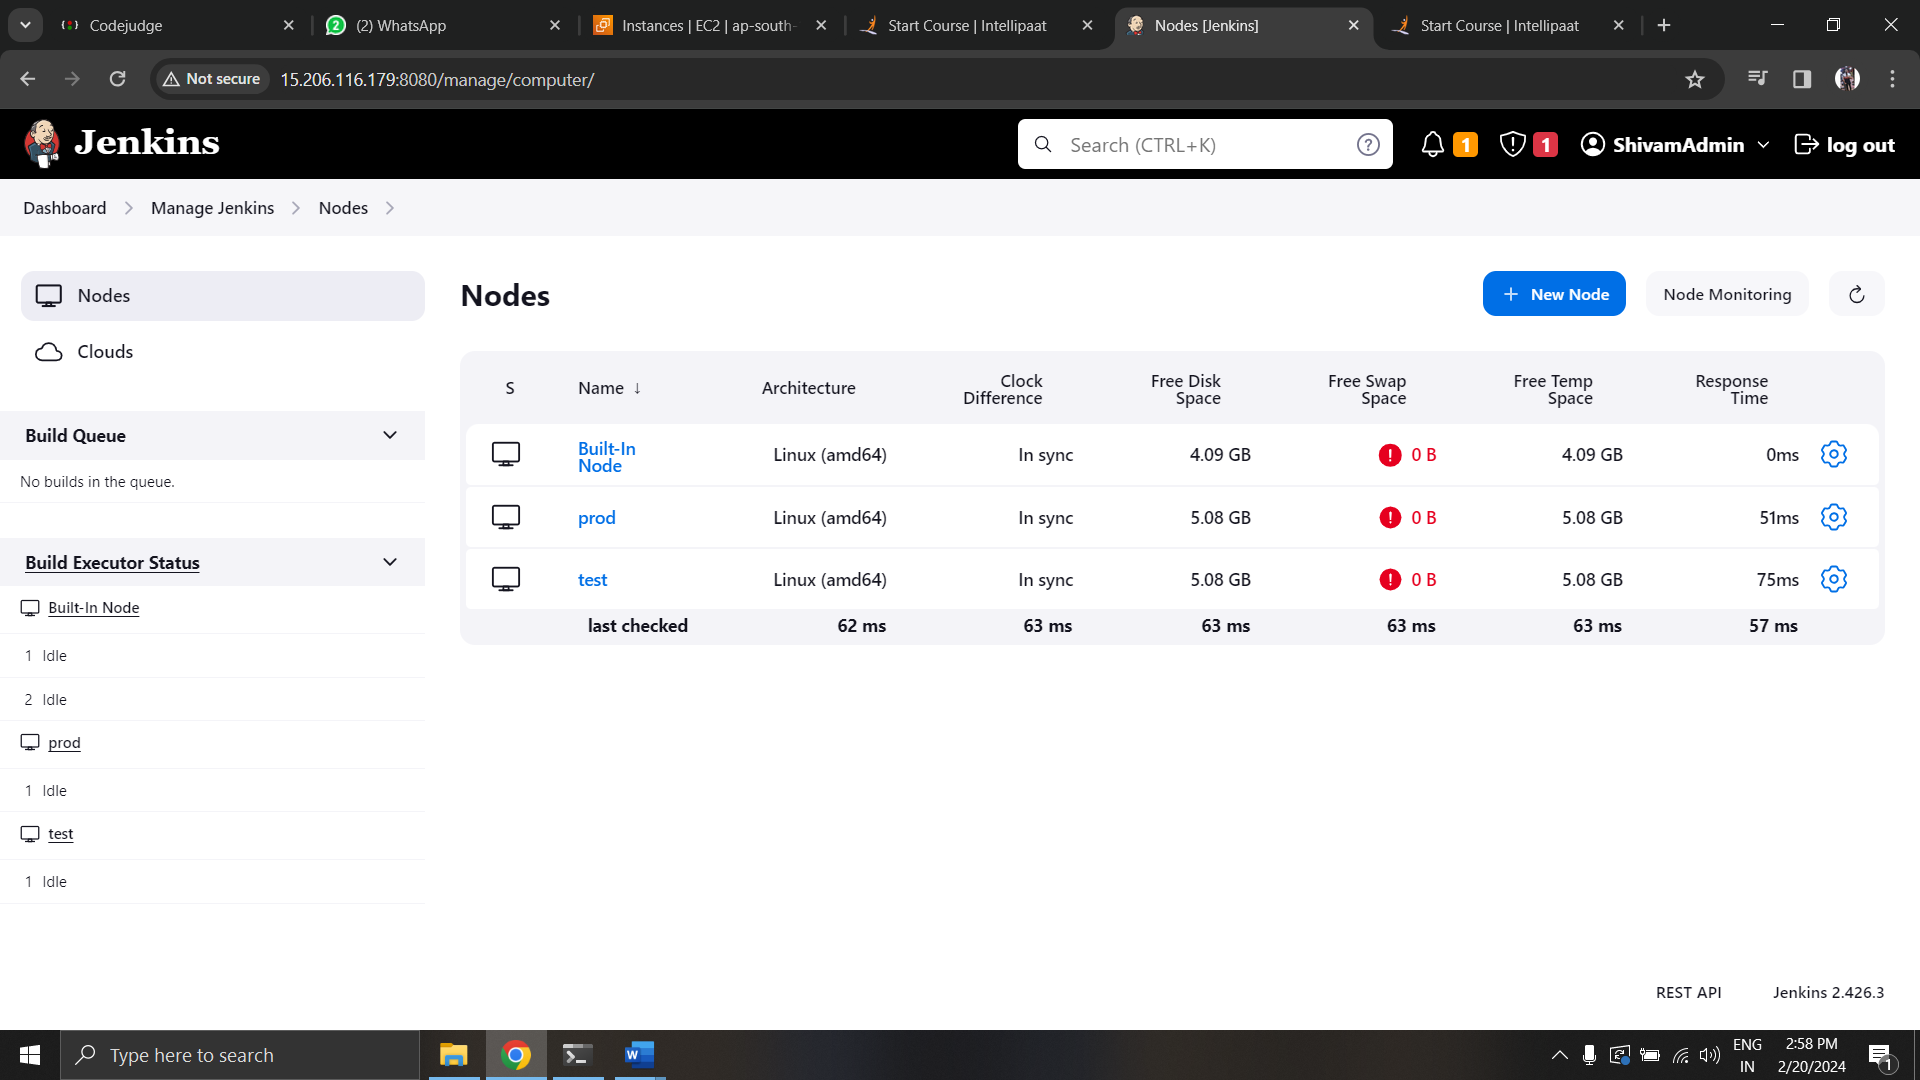 Codejudge
(2) WhatsApp
Instances | EC2 | ap-south-
Start Course | Intellipaat
Nodes [Jenkins]
Start Course | Intellipaat
Not secure
15.206.116.179:8080/manage/computer/
Jenkins
Search (CTRL+K)
1
1
ShivamAdmin
log out
Dashboard
Manage Jenkins
Nodes
Nodes
Clouds
Build Queue
No builds in the queue.
Build Executor Status
Built-In Node
1 Idle
2 Idle
prod
1 Idle
test
1 Idle
Nodes
+ New Node
Node Monitoring
S Name ↓ Architecture Clock Difference Free Disk Space Free Swap Space Free Temp Space Response Time
Built-In Node Linux (amd64) In sync 4.09 GB 0 B 4.09 GB 0ms
prod Linux (amd64) In sync 5.08 GB 0 B 5.08 GB 51ms
test Linux (amd64) In sync 5.08 GB 0 B 5.08 GB 75ms
last checked 62 ms 63 ms 63 ms 63 ms 63 ms 57 ms
REST API
Jenkins 2.426.3
Type here to search
ENG
IN
2:58 PM
2/20/2024
1